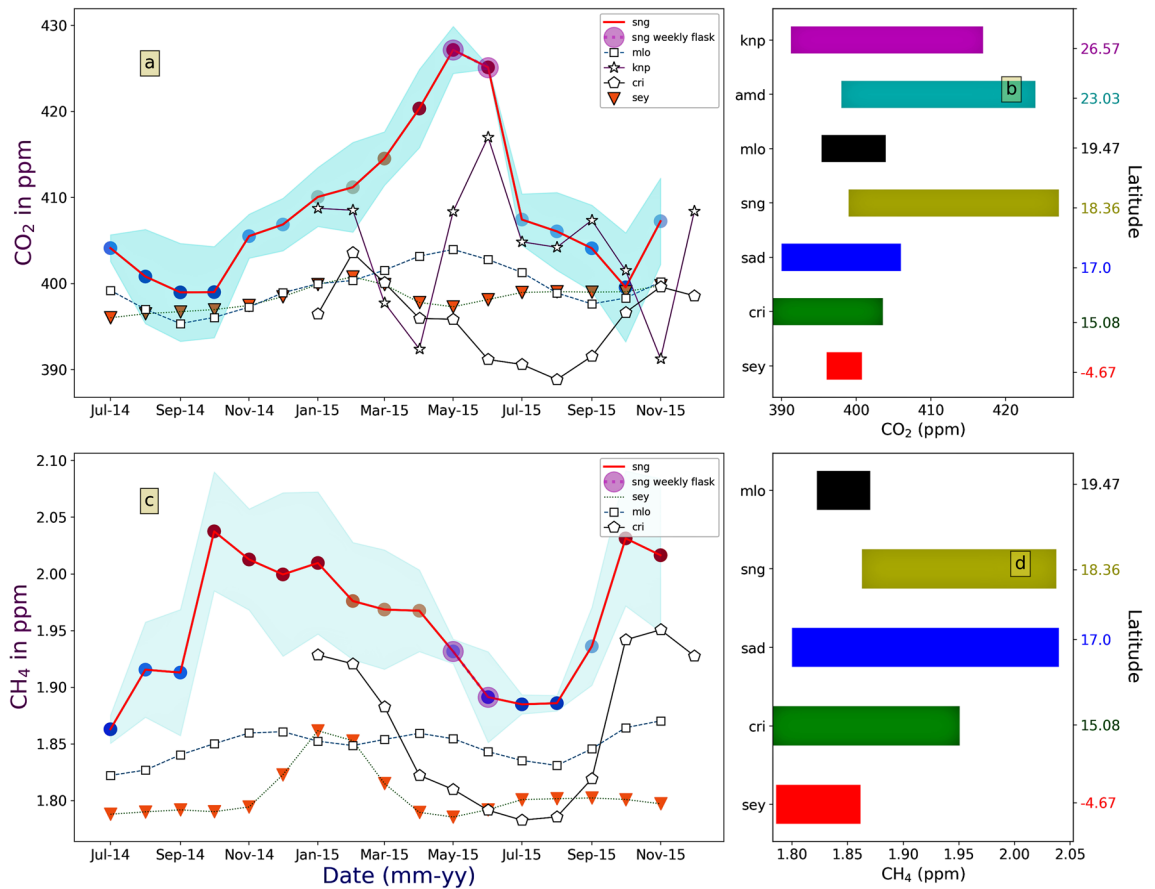 430
420
410
400
390
CO2 in ppm
a
sng
sng weekly flask
mlo
knp
cri
sey
Jul-14
Sep-14
Nov-14
Jan-15
Mar-15
May-15
Jul-15
Sep-15
Nov-15
knp
amd
mlo
sng
sad
cri
sey
b
26.57
23.03
19.47
18.36
17.0
15.08
-4.67
Latitude
390
400
410
420
CO2 (ppm)
2.10
2.05
2.00
1.95
1.90
1.85
1.80
CH4 in ppm
c
sng
sng weekly flask
sey
mlo
cri
Jul-14
Sep-14
Nov-14
Jan-15
Mar-15
May-15
Jul-15
Sep-15
Nov-15
Date (mm-yy)
mlo
sng
sad
cri
sey
d
19.47
18.36
17.0
15.08
-4.67
Latitude
1.80
1.85
1.90
1.95
2.00
2.05
CH4 (ppm)